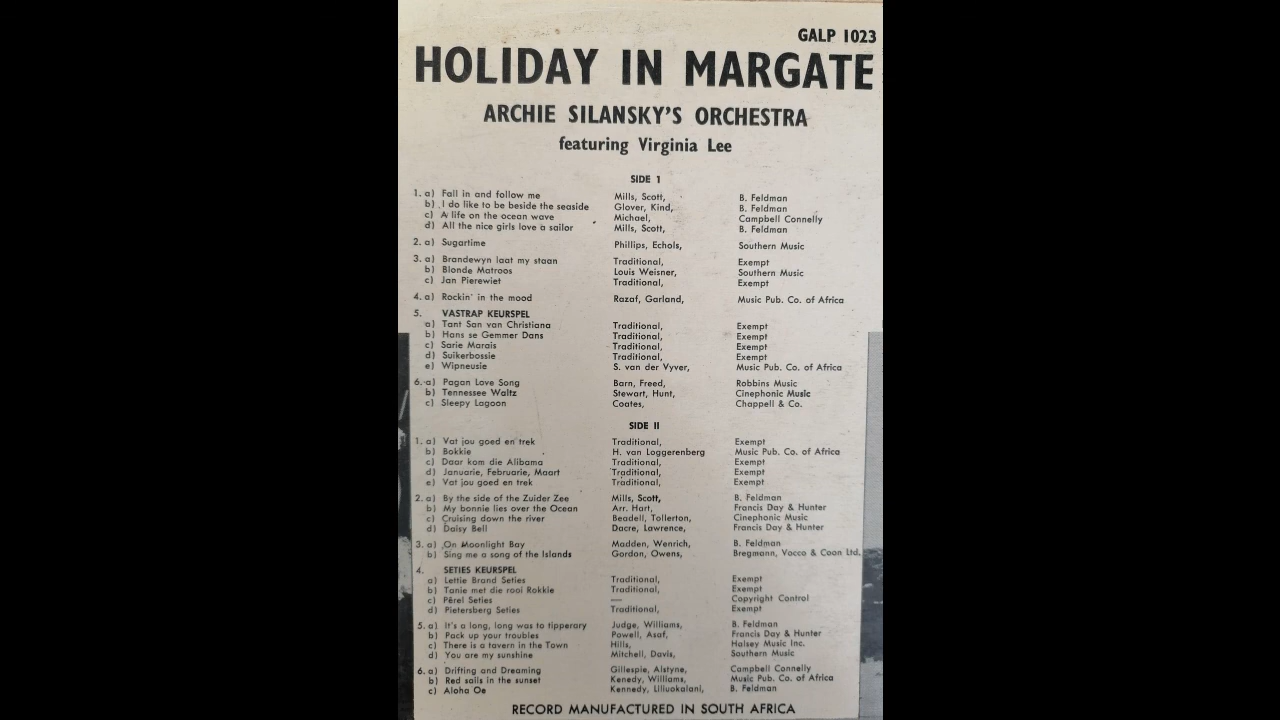 GALP 1023
HOLIDAY IN MARGATE
ARCHIE SILANSKY'S ORCHESTRA
featuring Virginia Lee
SIDE 1
1. a) Fall in and follow me Mills, Scott, B. Feldman
b) I do like to be beside the seaside Glover, Kind, B. Feldman
c) A life on the ocean wave Michael, Campbell Connelly
d) All the nice girls love a sailor Mills, Scott, B. Feldman
2. a) Sugartime Phillips, Echols, Southern Music
3. a) Brandewyn laat my staan Traditional, Exempt
b) Blonde Matroos Louis Weisner, Southern Music
c) Jan Pierewiet Traditional, Exempt
4. a) Rockin' in the mood Razaf, Garland, Music Pub. Co. of Africa
5. VASTRAP KEURSPEL
a) Tant San van Christiana Traditional, Exempt
b) Hans se Gemmer Dans Traditional, Exempt
c) Sarie Marais Traditional, Exempt
d) Suikerbossie Traditional, Exempt
e) Wipneusie S. van der Vyver, Music Pub. Co. of Africa
6. a) Pagan Love Song Barn, Freed, Robbins Music
b) Tennessee Waltz Stewart, Hunt, Cinephonic Music
c) Sleepy Lagoon Coates, Chappell & Co.
SIDE II
1. a) Vat jou goed en trek Traditional, Exempt
b) Bokkie H. van Loggerenberg Music Pub. Co. of Africa
c) Daar kom die Alibama Traditional, Exempt
d) Januarie, Februarie, Maart Traditional, Exempt
e) Vat jou goed en trek Traditional, Exempt
2. a) By the side of the Zuider Zee Mills, Scott, B. Feldman
b) My bonnie lies over the Ocean Arr. Hart, Francis Day & Hunter
c) Cruising down the river Beadell, Tollerton, Cinephonic Music
d) Daisy Bell Dacre, Lawrence, Francis Day & Hunter
3. a) On Moonlight Bay Madden, Wenrich, B. Feldman
b) Sing me a song of the Islands Gordon, Owens, Bregmann, Vocco & Coon Ltd.
4. SETIES KEURSPEL
a) Lettie Brand Seties Traditional, Exempt
b) Tanie met die rooi Rokkie Traditional, Exempt
c) Pêrel Seties — Copyright Control
d) Pietersberg Seties Traditional, Exempt
5. a) It's a long, long was to tipperary Judge, Williams, B. Feldman
b) Pack up your troubles Powell, Asaf, Francis Day & Hunter
c) There is a tavern in the Town Hills, Halsey Music Inc.
d) You are my sunshine Mitchell, Davis, Southern Music
6. a) Drifting and Dreaming Gillespie, Alstyne, Campbell Connelly
b) Red sails in the sunset Kenedy, Williams, Music Pub. Co. of Africa
c) Aloha Oe Kennedy, Liliuokalani, B. Feldman
RECORD MANUFACTURED IN SOUTH AFRICA